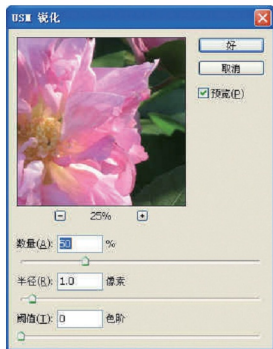 USM 锐化
好
取消
预览(P)
25%
数量(A): 50 %
半径(R): 1.0 像素
阈值(T): 0 色阶